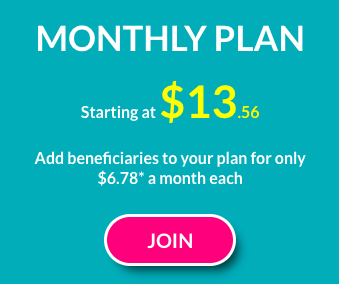 MONTHLY PLAN
Starting at $13.56
Add beneficiaries to your plan for only
$6.78* a month each
JOIN